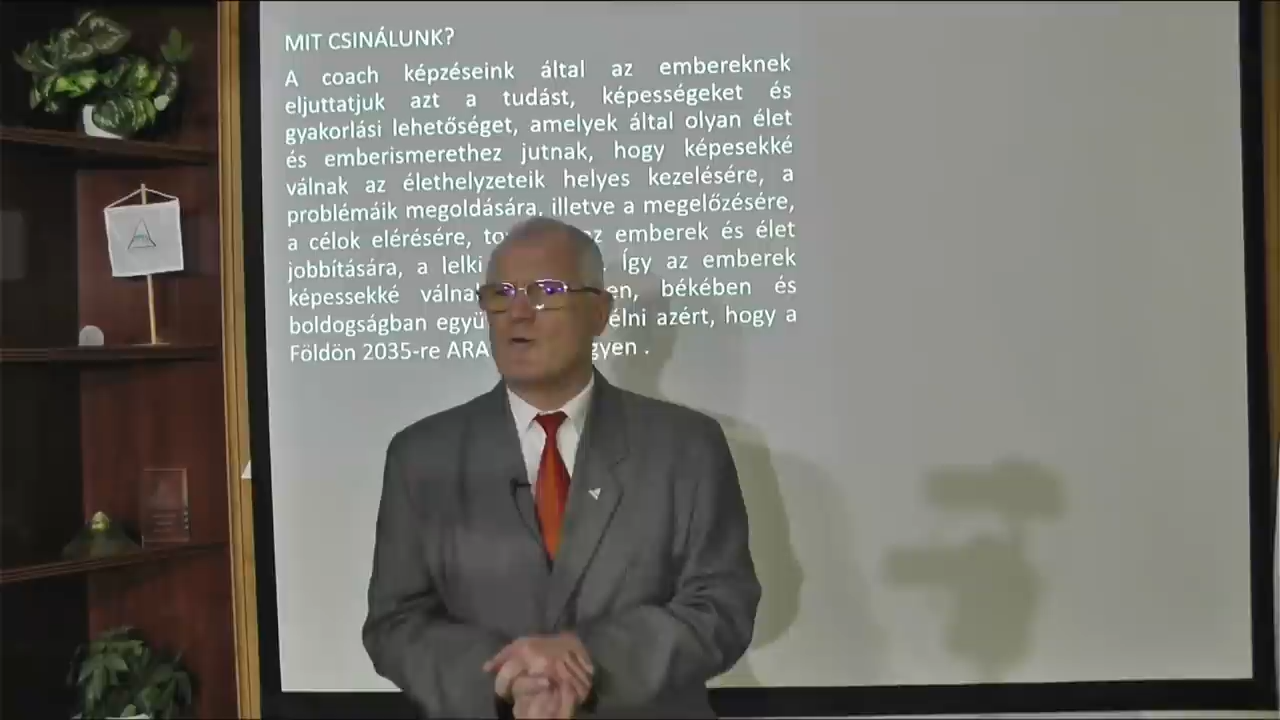 MIT CSINÁLUNK?
A coach képzéseink által az embereknek
eljuttatjuk azt a tudást, képességeket és
gyakorlási lehetőséget, amelyek által olyan élet
és emberismerethez jutnak, hogy képesekké
válnak az élethelyzeteik helyes kezelésére, a
problémáik megoldására, illetve a megelőzésére,
a célok elérésére, emberek és élet
jobbítására, a lelki Így az emberek
képessekké békében és
boldogságban élni azért, hogy a
Földön 2035-re .